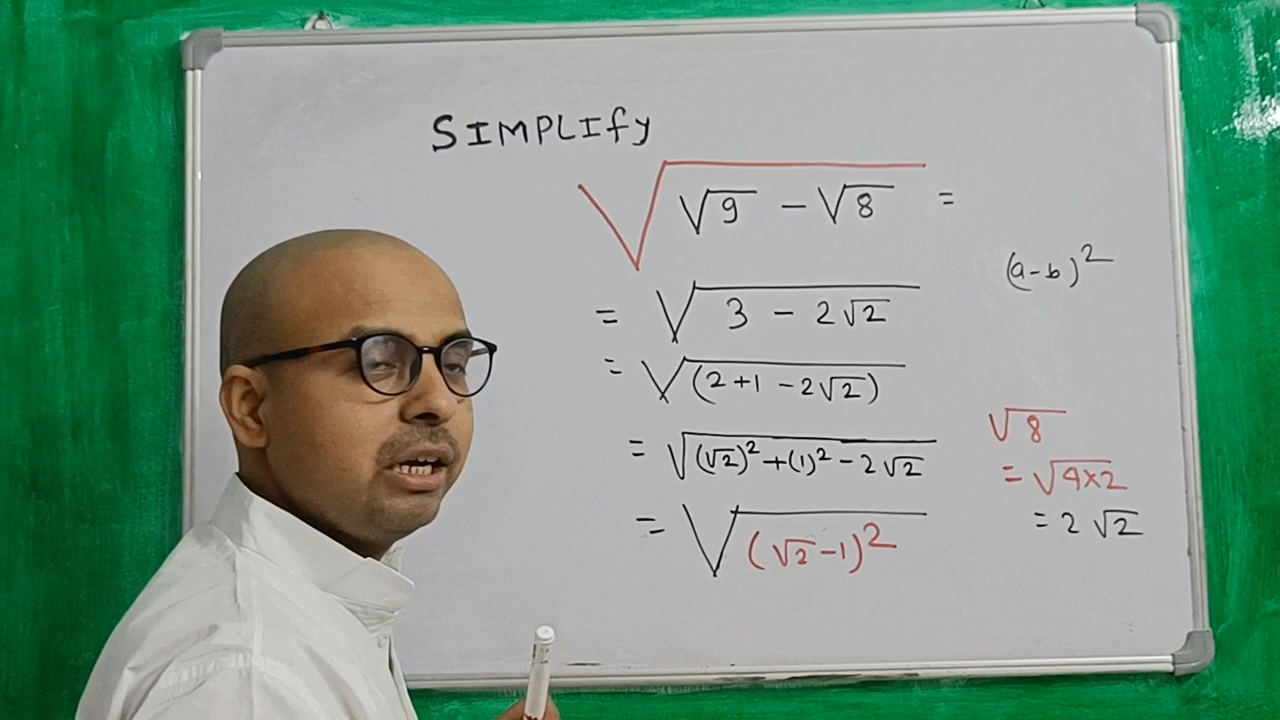 SIMPLIfy
√(√9 - √8) =
(a-b)²
= √(3 - 2√2)
= √((2+1 - 2√2))
= √((√2)² + (1)² - 2√2)
= √((√2 - 1)²)
√8
= √(4×2)
= 2√2